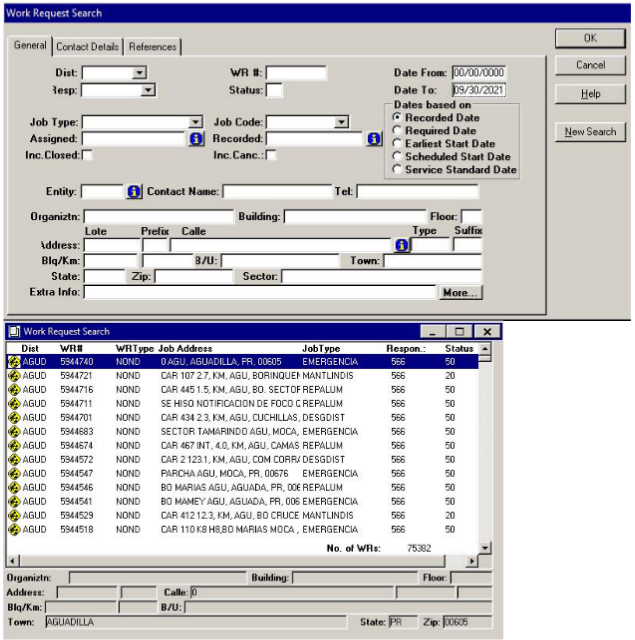 Work Request Search
General Contact Details References
OK
Cancel
Help
New Search
Dist: WR #: Date From: 00/00/0000
Resp: Status: Date To: 09/30/2021
Dates based on
Recorded Date
Required Date
Earliest Start Date
Scheduled Start Date
Service Standard Date
Job Type: Job Code:
Assigned: Recorded:
Inc.Closed: Inc.Canc.:
Entity: Contact Name: Tel:
Organiztn: Building: Floor:
Lote Prefix Calle Type Suffix
Address:
Blq/Km: B/U: Town:
State: Zip: Sector:
Extra Info: More...
Work Request Search
Dist WR# WRType Job Address JobType Respon.: Status
AGUD 5944740 NOND 0 AGU, AGUADILLA, PR, 00605 EMERGENCIA 566 50
AGUD 5944721 NOND CAR 107 2.7, KM, AGU, BORINQUEN MANTLINDIS 566 20
AGUD 5944716 NOND CAR 445 1.5, KM, AGU, BO. SECTOF REPALUM 566 50
AGUD 5944711 NOND SE HISO NOTIFICACION DE FOCO C REPALUM 566 50
AGUD 5944701 NOND CAR 434 2.3, KM, AGU, CUCHILLAS, DESGDIST 566 50
AGUD 5944683 NOND SECTOR TAMARINDO AGU, MOCA, EMERGENCIA 566 50
AGUD 5944674 NOND CAR 467 INT, 4.0, KM, AGU, CAMAS REPALUM 566 50
AGUD 5944572 NOND CAR 2 123.1, KM, AGU, COM CORRA DESGDIST 566 50
AGUD 5944547 NOND PARCHA AGU, MOCA, PR, 00676 EMERGENCIA 566 50
AGUD 5944546 NOND BO MARIAS AGU, AGUADA, PR, 006 REPALUM 566 50
AGUD 5944541 NOND BO MAMEY AGU, AGUADA, PR, 006 EMERGENCIA 566 50
AGUD 5944529 NOND CAR 412 12.3, KM, AGU, BO CRUCE MANTLINDIS 566 20
AGUD 5944518 NOND CAR 110 K8 H8,BO MARIAS MOCA , EMERGENCIA 566 50
No. of WRs: 75382
Organiztn: Building: Floor:
Address: Calle: 0
Blq/Km: B/U:
Town: AGUADILLA State: PR Zip: 00605